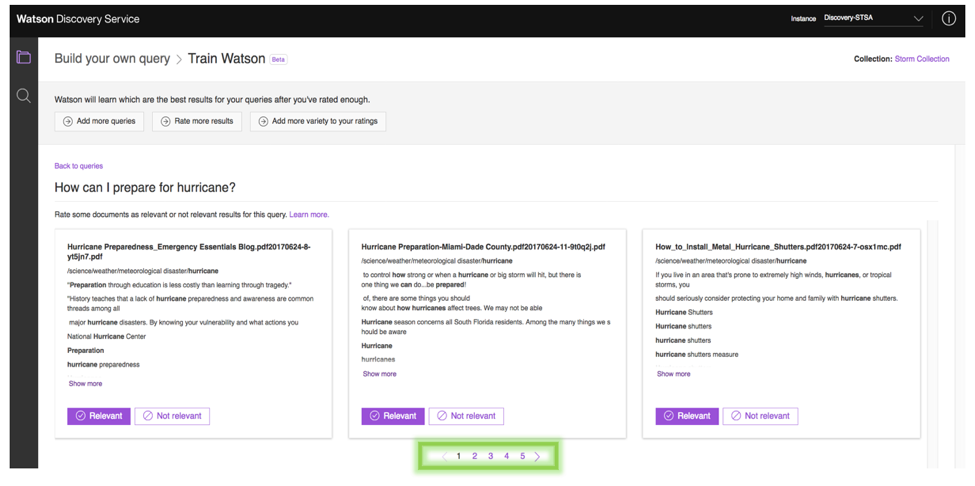 Watson Discovery Service
Instance Discovery-STSA
Build your own query > Train Watson Beta
Collection: Storm Collection
Watson will learn which are the best results for your queries after you've rated enough.
Add more queries
Rate more results
Add more variety to your ratings
Back to queries
How can I prepare for hurricane?
Rate some documents as relevant or not relevant results for this query. Learn more.
Hurricane Preparedness_Emergency Essentials Blog.pdf20170624-8-
yt5jn7.pdf
/science/weather/meteorological disaster/hurricane
"Preparation through education is less costly than learning through tragedy."
"History teaches that a lack of hurricane preparedness and awareness are common
threads among all
major hurricane disasters. By knowing your vulnerability and what actions you
National Hurricane Center
Preparation
hurricane preparedness
Show more
Relevant
Not relevant
Hurricane Preparation-Miami-Dade County.pdf20170624-11-9t0q2j.pdf
/science/weather/meteorological disaster/hurricane
to control how strong or when a hurricane or big storm will hit, but there is
one thing we can do...be prepared!
of, there are some things you should
know about how hurricanes affect trees. We may not be able
Hurricane season concerns all South Florida residents. Among the many things we s
hould be aware
Hurricane
hurricanes
Show more
Relevant
Not relevant
How_to_Install_Metal_Hurricane_Shutters.pdf20170624-7-osx1mc.pdf
/science/weather/meteorological disaster/hurricane
If you live in an area that's prone to extremely high winds, hurricanes, or tropical
storms, you
should seriously consider protecting your home and family with hurricane shutters.
Hurricane Shutters
Hurricane shutters
hurricane shutters
hurricane shutters measure
Show more
Relevant
Not relevant
1 2 3 4 5